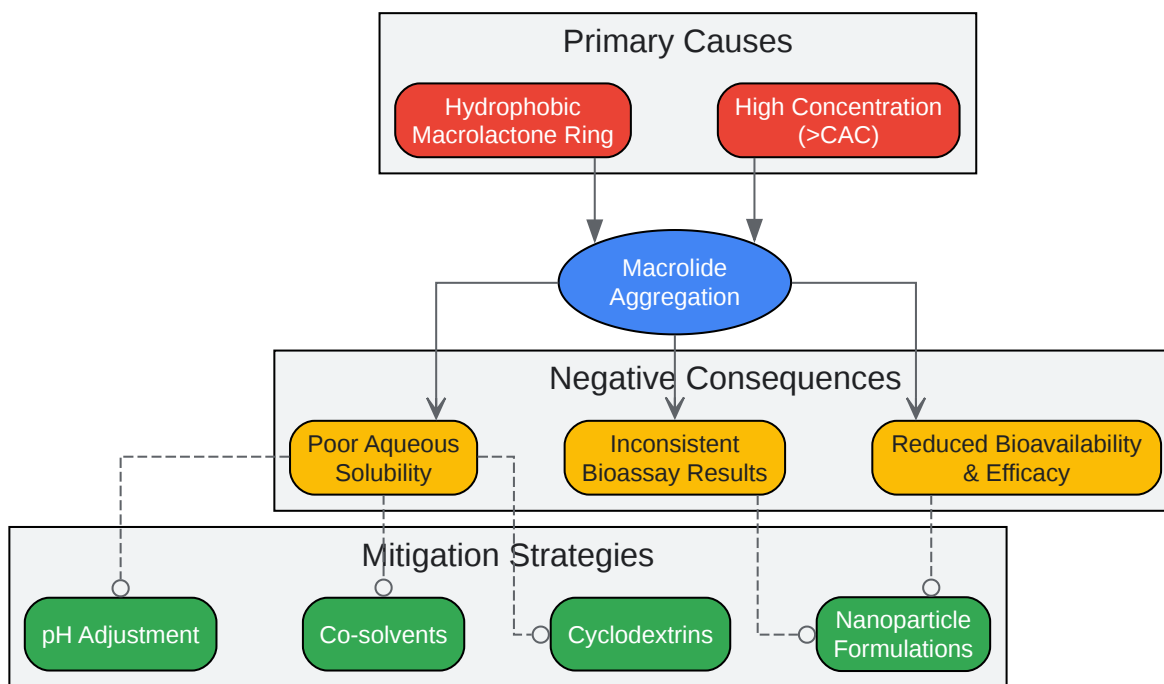 Primary Causes
Hydrophobic
Macrolactone Ring
High Concentration
(>CAC)
Macrolide
Aggregation
Negative Consequences
Poor Aqueous
Solubility
Inconsistent
Bioassay Results
Reduced Bioavailability
& Efficacy
Mitigation Strategies
pH Adjustment
Co-solvents
Cyclodextrins
Nanoparticle
Formulations